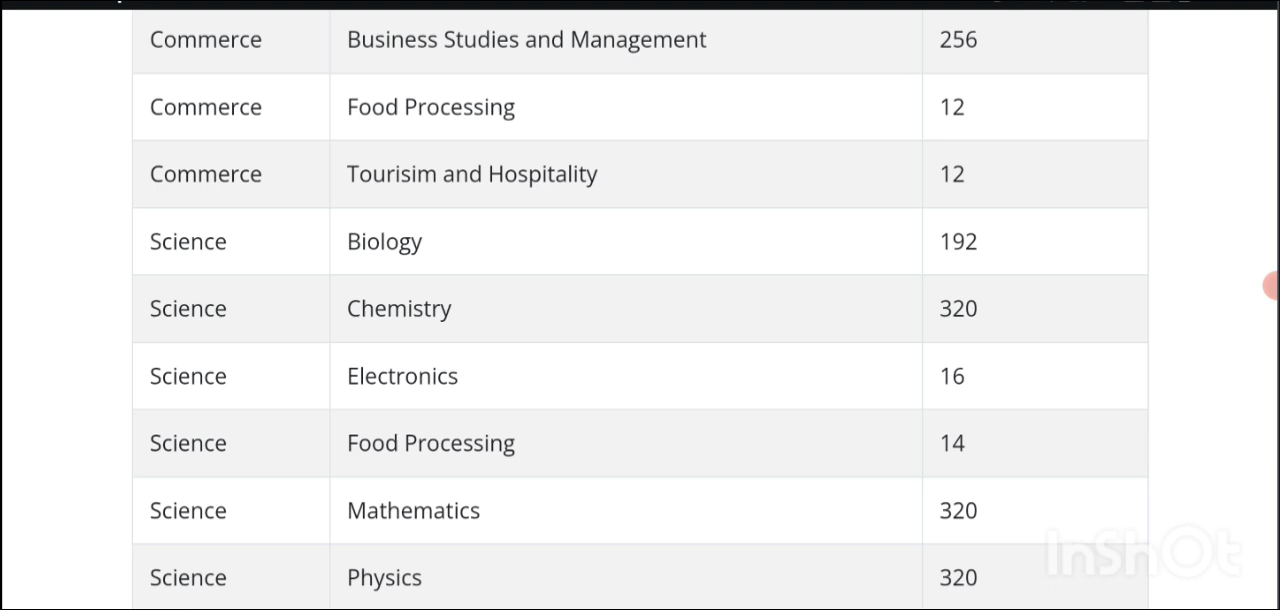 Commerce Business Studies and Management 256
Commerce Food Processing 12
Commerce Tourisim and Hospitality 12
Science Biology 192
Science Chemistry 320
Science Electronics 16
Science Food Processing 14
Science Mathematics 320
Science Physics 320
InShOt